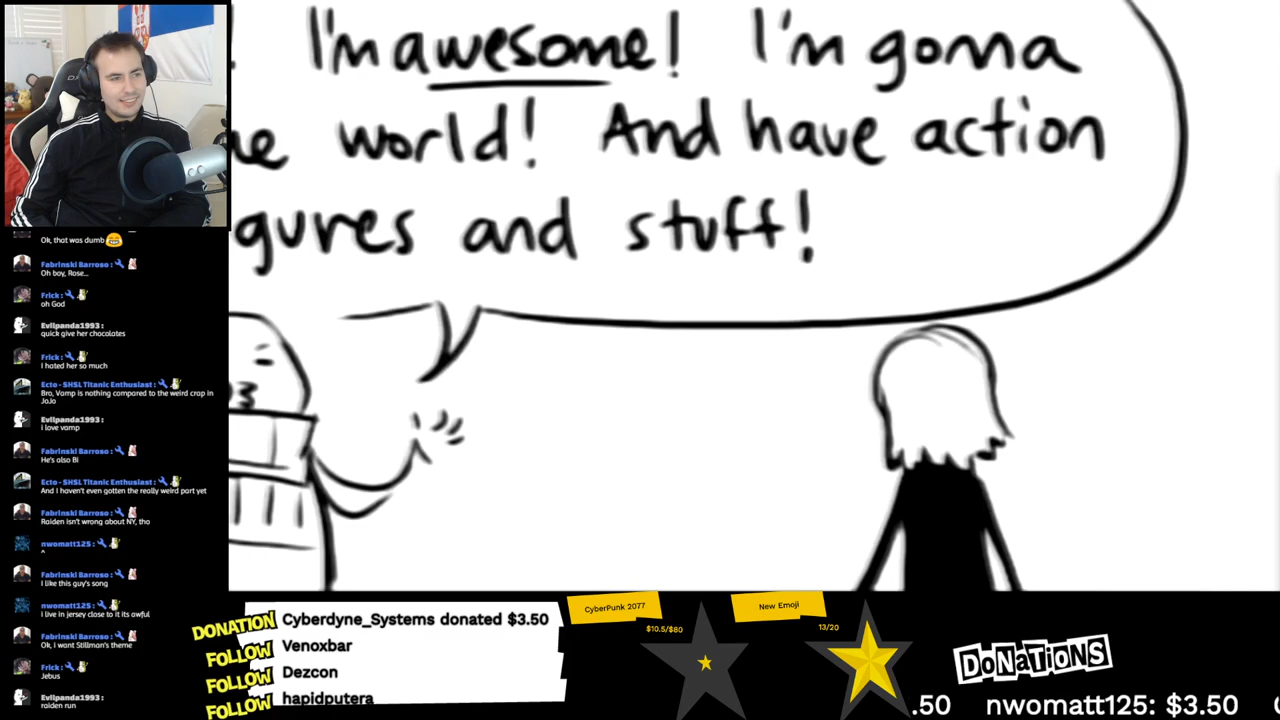 I'm awesome! I'm gonna
world! And have action
and stuff!
Ok, that was dumb
Fabrinski Barroso :
Oh boy, Rose...
Frick :
oh God
Evilpanda1993 :
quick give her chocolates
Frick :
I hated her so much
Ecto - SHSL Titanic Enthusiast :
Bro, Vamp is nothing compared to the weird crap in
JoJo
Evilpanda1993 :
I love vamp
Fabrinski Barroso :
He's also Bi
Ecto - SHSL Titanic Enthusiast :
And I haven't even gotten the really weird part yet
Fabrinski Barroso :
Raiden isn't wrong about NY, tho
nwomatt125 :
^
Fabrinski Barroso :
I like this guy's song
nwomatt125 :
i live in jersey close to it its awful
Fabrinski Barroso :
Ok, i want Stillman's theme
Frick :
Jebus
Evilpanda1993 :
raiden run
DONATION Cyberdyne_Systems donated $3.50
FOLLOW Venoxbar
FOLLOW Dezcon
FOLLOW hapidputera
CyberPunk 2077
$10.5/$80
New Emoji
13/20
DONATIONS
.50 nwomatt125: $3.50